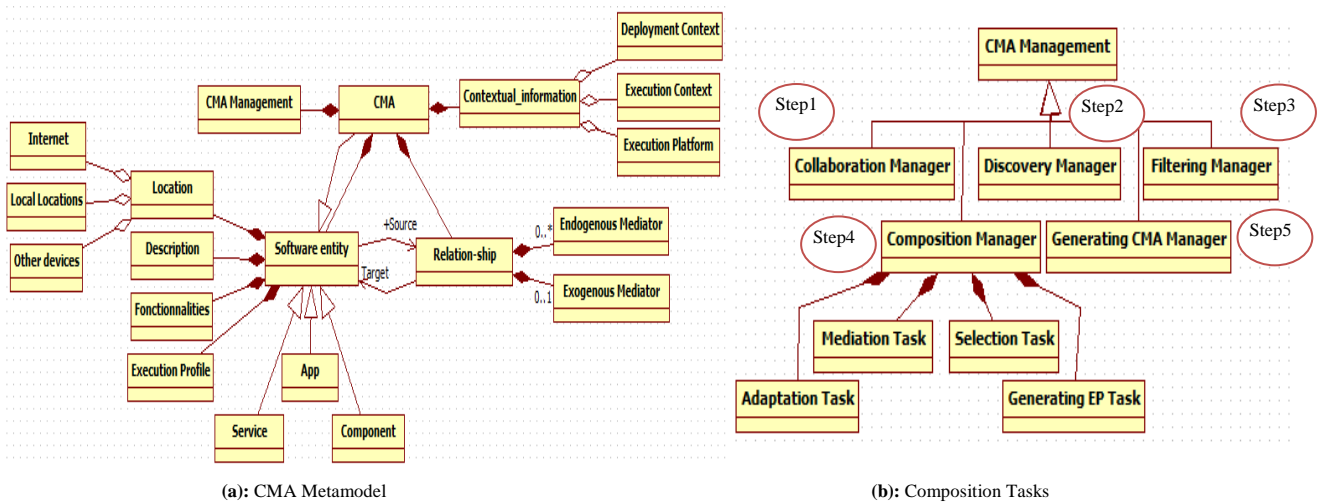 Deployment Context
CMA Management
CMA
Contextual_information
Execution Context
Execution Platform
Internet
Local Locations
Other devices
Location
Description
Fonctionnalities
Execution Profile
Software entity
+Source
Target
Relation-ship
0..*
Endogenous Mediator
0..1
Exogenous Mediator
App
Service
Component
(a): CMA Metamodel
CMA Management
Step1
Step2
Step3
Collaboration Manager
Discovery Manager
Filtering Manager
Step4
Composition Manager
Generating CMA Manager
Step5
Mediation Task
Selection Task
Adaptation Task
Generating EP Task
(b): Composition Tasks